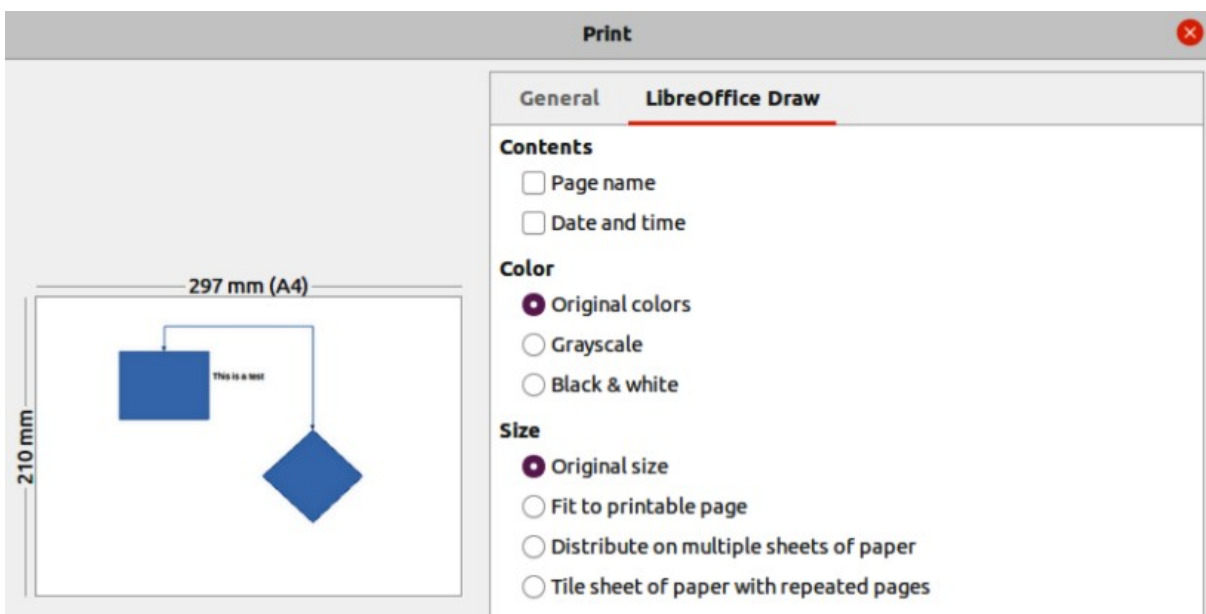 Print
General LibreOffice Draw
Contents
Page name
Date and time
Color
Original colors
Grayscale
Black & white
Size
Original size
Fit to printable page
Distribute on multiple sheets of paper
Tile sheet of paper with repeated pages
297 mm (A4)
This is a test
210 mm